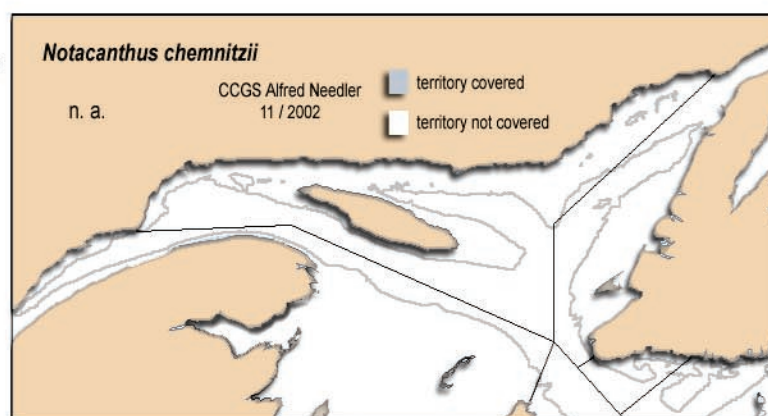 Notacanthus chemnitzii
n. a.
CCGS Alfred Needler
11 / 2002
territory covered
territory not covered